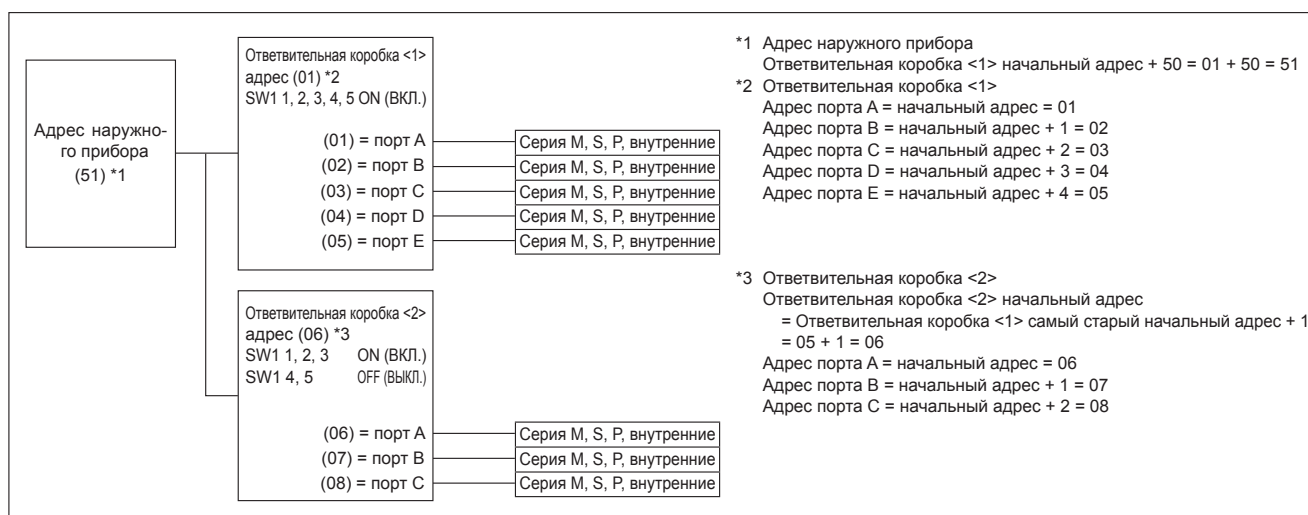 Адрес наружно-
го прибора
(51) *1
Ответвительная коробка <1>
адрес (01) *2
SW1 1, 2, 3, 4, 5 ON (ВКЛ.)
(01) = порт A
(02) = порт B
(03) = порт C
(04) = порт D
(05) = порт E
Серия M, S, P, внутренние
Серия M, S, P, внутренние
Серия M, S, P, внутренние
Серия M, S, P, внутренние
Серия M, S, P, внутренние
Ответвительная коробка <2>
адрес (06) *3
SW1 1, 2, 3 ON (ВКЛ.)
SW1 4, 5 OFF (ВЫКЛ.)
(06) = порт A
(07) = порт B
(08) = порт C
Серия M, S, P, внутренние
Серия M, S, P, внутренние
Серия M, S, P, внутренние
*1 Адрес наружного прибора
Ответвительная коробка <1> начальный адрес + 50 = 01 + 50 = 51
*2 Ответвительная коробка <1>
Адрес порта A = начальный адрес = 01
Адрес порта B = начальный адрес + 1 = 02
Адрес порта C = начальный адрес + 2 = 03
Адрес порта D = начальный адрес + 3 = 04
Адрес порта E = начальный адрес + 4 = 05
*3 Ответвительная коробка <2>
Ответвительная коробка <2> начальный адрес
= Ответвительная коробка <1> самый старый начальный адрес + 1
= 05 + 1 = 06
Адрес порта A = начальный адрес = 06
Адрес порта B = начальный адрес + 1 = 07
Адрес порта C = начальный адрес + 2 = 08